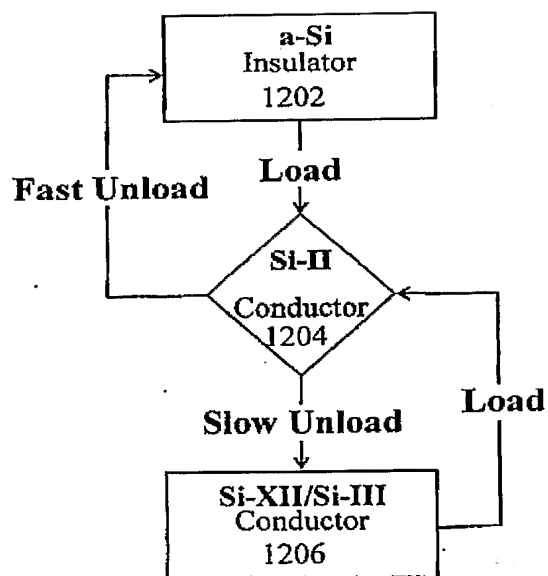 a-Si
Insulator
1202
Load
Fast Unload
Si-II
Conductor
1204
Load
Slow Unload
Si-XII/Si-III
Conductor
1206